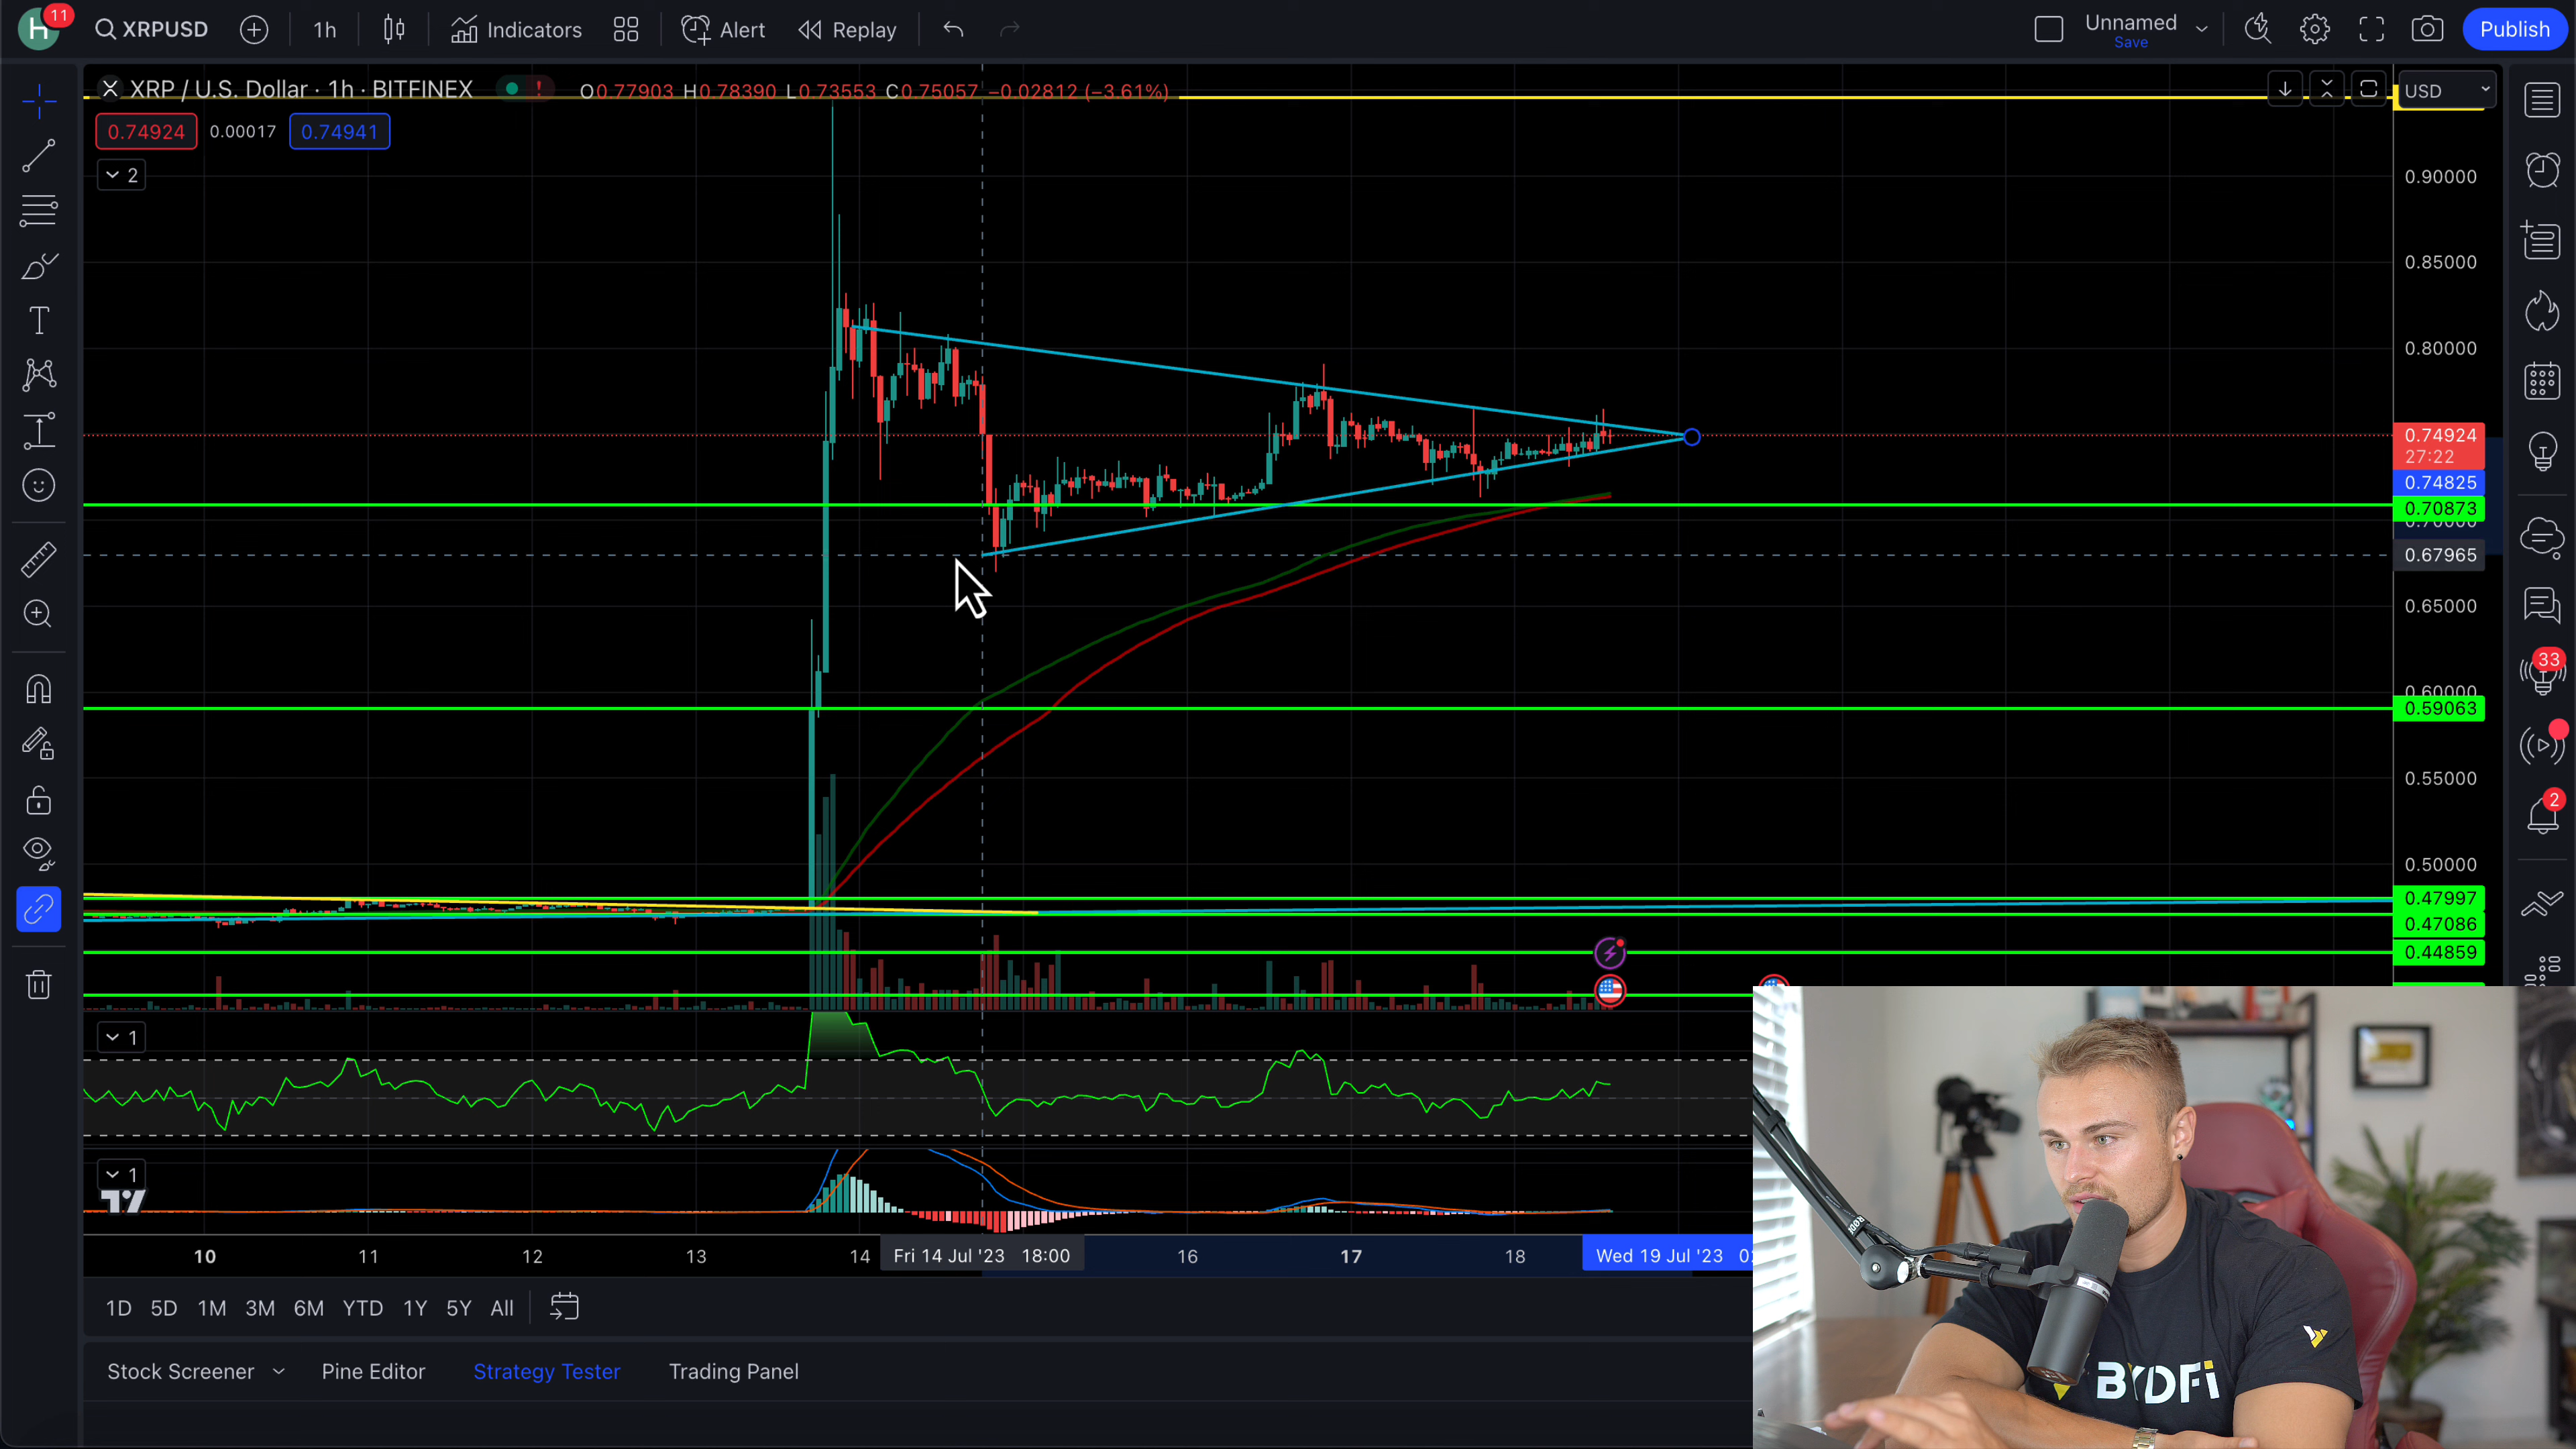 H 11 XRPUSD 1h Indicators Alert Replay Unnamed Save Publish
XRP / U.S. Dollar · 1h · BITFINEX ! O0.77903 H0.78390 L0.73553 C0.75057 −0.02812 (−3.61%) USD
0.74924 0.00017 0.74941
2
0.90000
0.85000
0.80000
0.74924
27:22
0.74825
0.70873
0.70000
0.67965
0.65000
0.60000
0.59063
0.55000
0.50000
0.47997
0.47086
0.44859
33
2
1
1
10 11 12 13 14 Fri 14 Jul '23 18:00 16 17 18 Wed 19 Jul '23
1D 5D 1M 3M 6M YTD 1Y 5Y All
Stock Screener Pine Editor Strategy Tester Trading Panel
RØDE
BYDFi